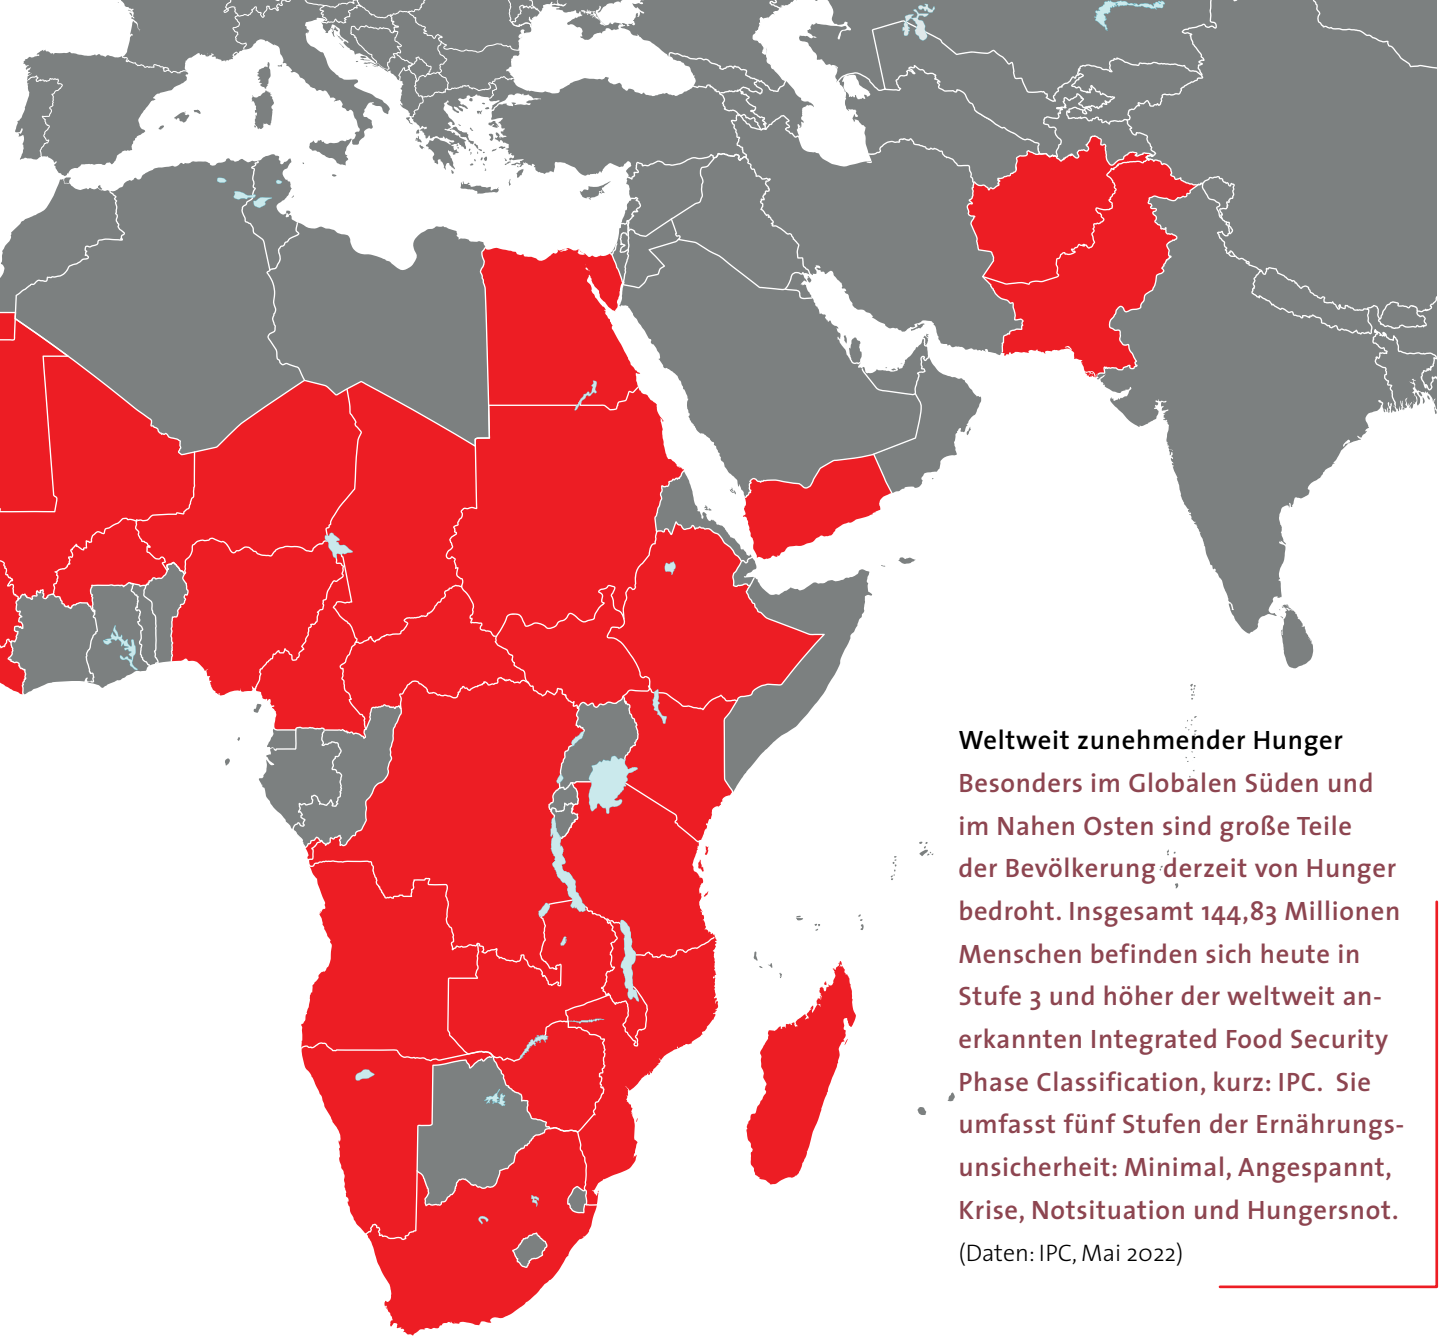 Weltweit zunehmender Hunger
Besonders im Globalen Süden und
im Nahen Osten sind große Teile
der Bevölkerung derzeit von Hunger
bedroht. Insgesamt 144,83 Millionen
Menschen befinden sich heute in
Stufe 3 und höher der weltweit an-
erkannten Integrated Food Security
Phase Classification, kurz: IPC. Sie
umfasst fünf Stufen der Ernährungs-
unsicherheit: Minimal, Angespannt,
Krise, Notsituation und Hungersnot.
(Daten: IPC, Mai 2022)